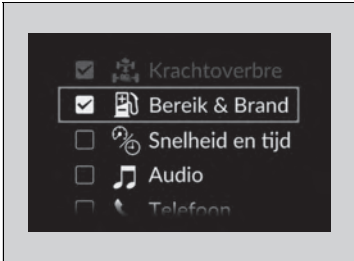 Krachtoverbre
Bereik & Brand
Snelheid en tijd
Audio
Telefoon